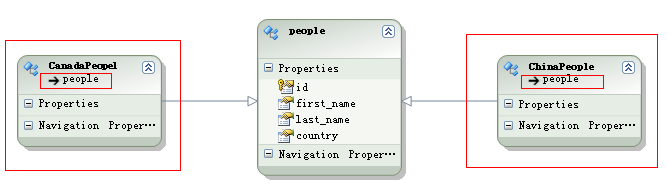 CanadaPeopel
people
Properties
Navigation Proper…
people
Properties
id
first_name
last_name
country
Navigation Proper…
ChinaPeople
people
Properties
Navigation Proper…